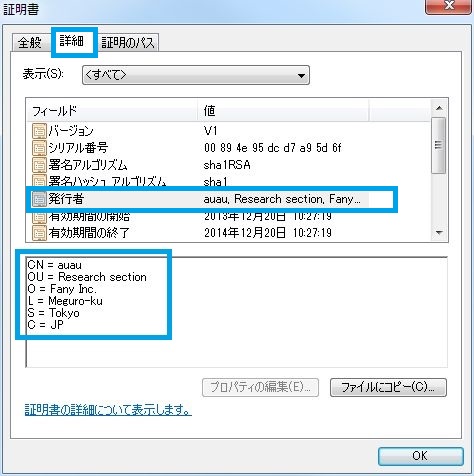 証明書
全般
詳細
証明のパス
表示(S):
<すべて>
フィールド 値
バージョン V1
シリアル番号 00 89 4e 95 dc d7 a9 5d 6f
署名アルゴリズム sha1RSA
署名ハッシュ アルゴリズム sha1
発行者 auau, Research section, Fany...
有効期間の開始 2013年12月20日 10:27:19
有効期間の終了 2014年12月20日 10:27:19
CN = auau
OU = Research section
O = Fany Inc.
L = Meguro-ku
S = Tokyo
C = JP
プロパティの編集(E)...
ファイルにコピー(C)...
証明書の詳細について表示します。
OK